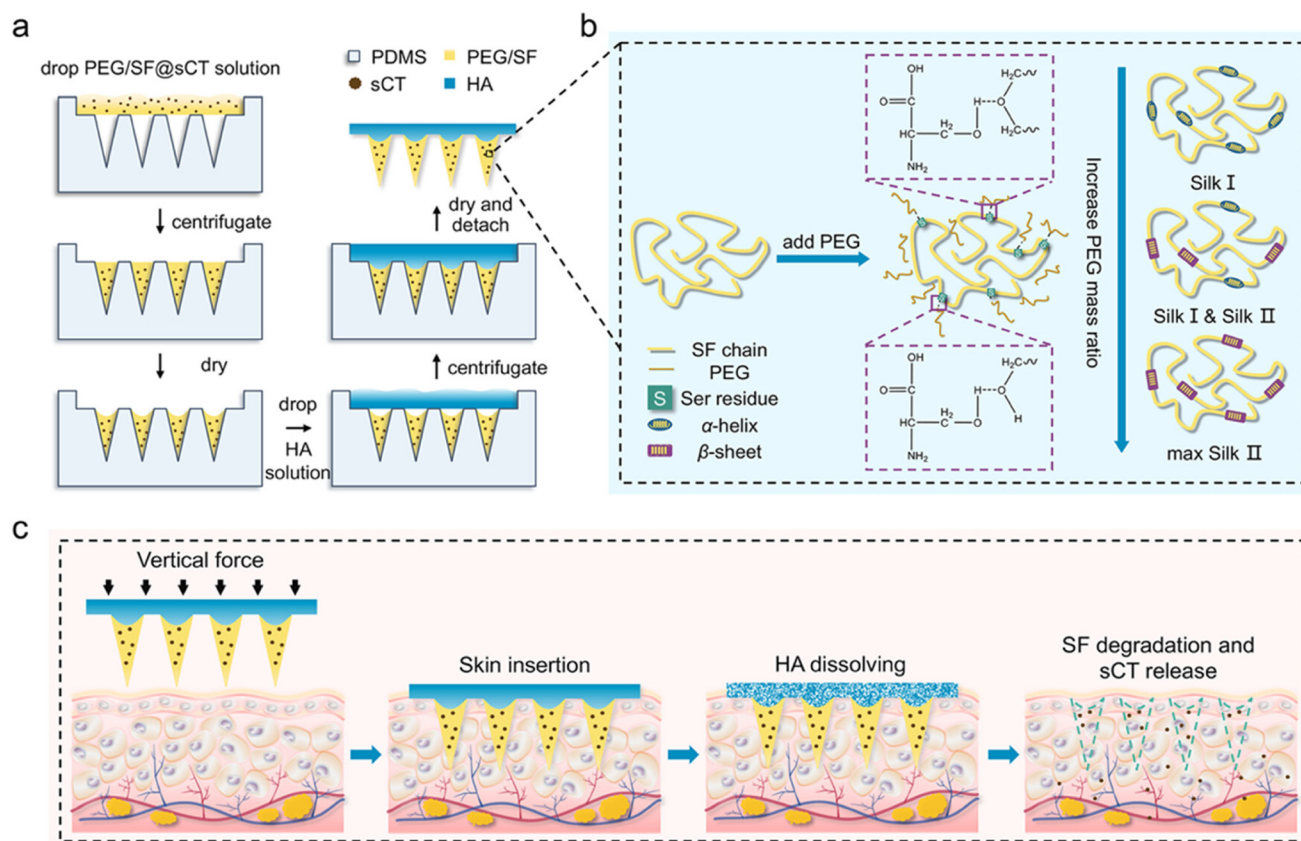 a
drop PEG/SF@sCT solution
PDMS
PEG/SF
sCT
HA
centrifugate
dry
drop
HA
solution
centrifugate
dry and
detach
b
add PEG
SF chain
PEG
S
Ser residue
α-helix
β-sheet
OH
O
C
HC
H₂
C
O
H
O
H₂C
H₂C
NH₂
S
S
S
S
S
S
S
OH
O
C
HC
H₂
C
O
H
O
H₂C
H
NH₂
Increase PEG mass ratio
Silk I
Silk I & Silk II
max Silk II
c
Vertical force
Skin insertion
HA dissolving
SF degradation and
sCT release